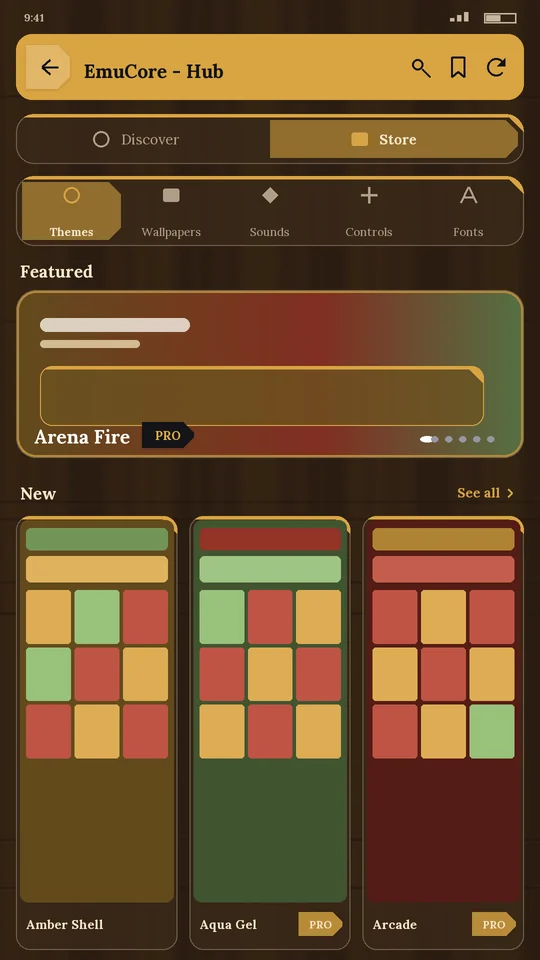 9:41
EmuCore - Hub
Discover
Store
Themes
Wallpapers
Sounds
Controls
Fonts
Featured
Arena Fire
PRO
New
See all
Amber Shell
Aqua Gel
PRO
Arcade
PRO